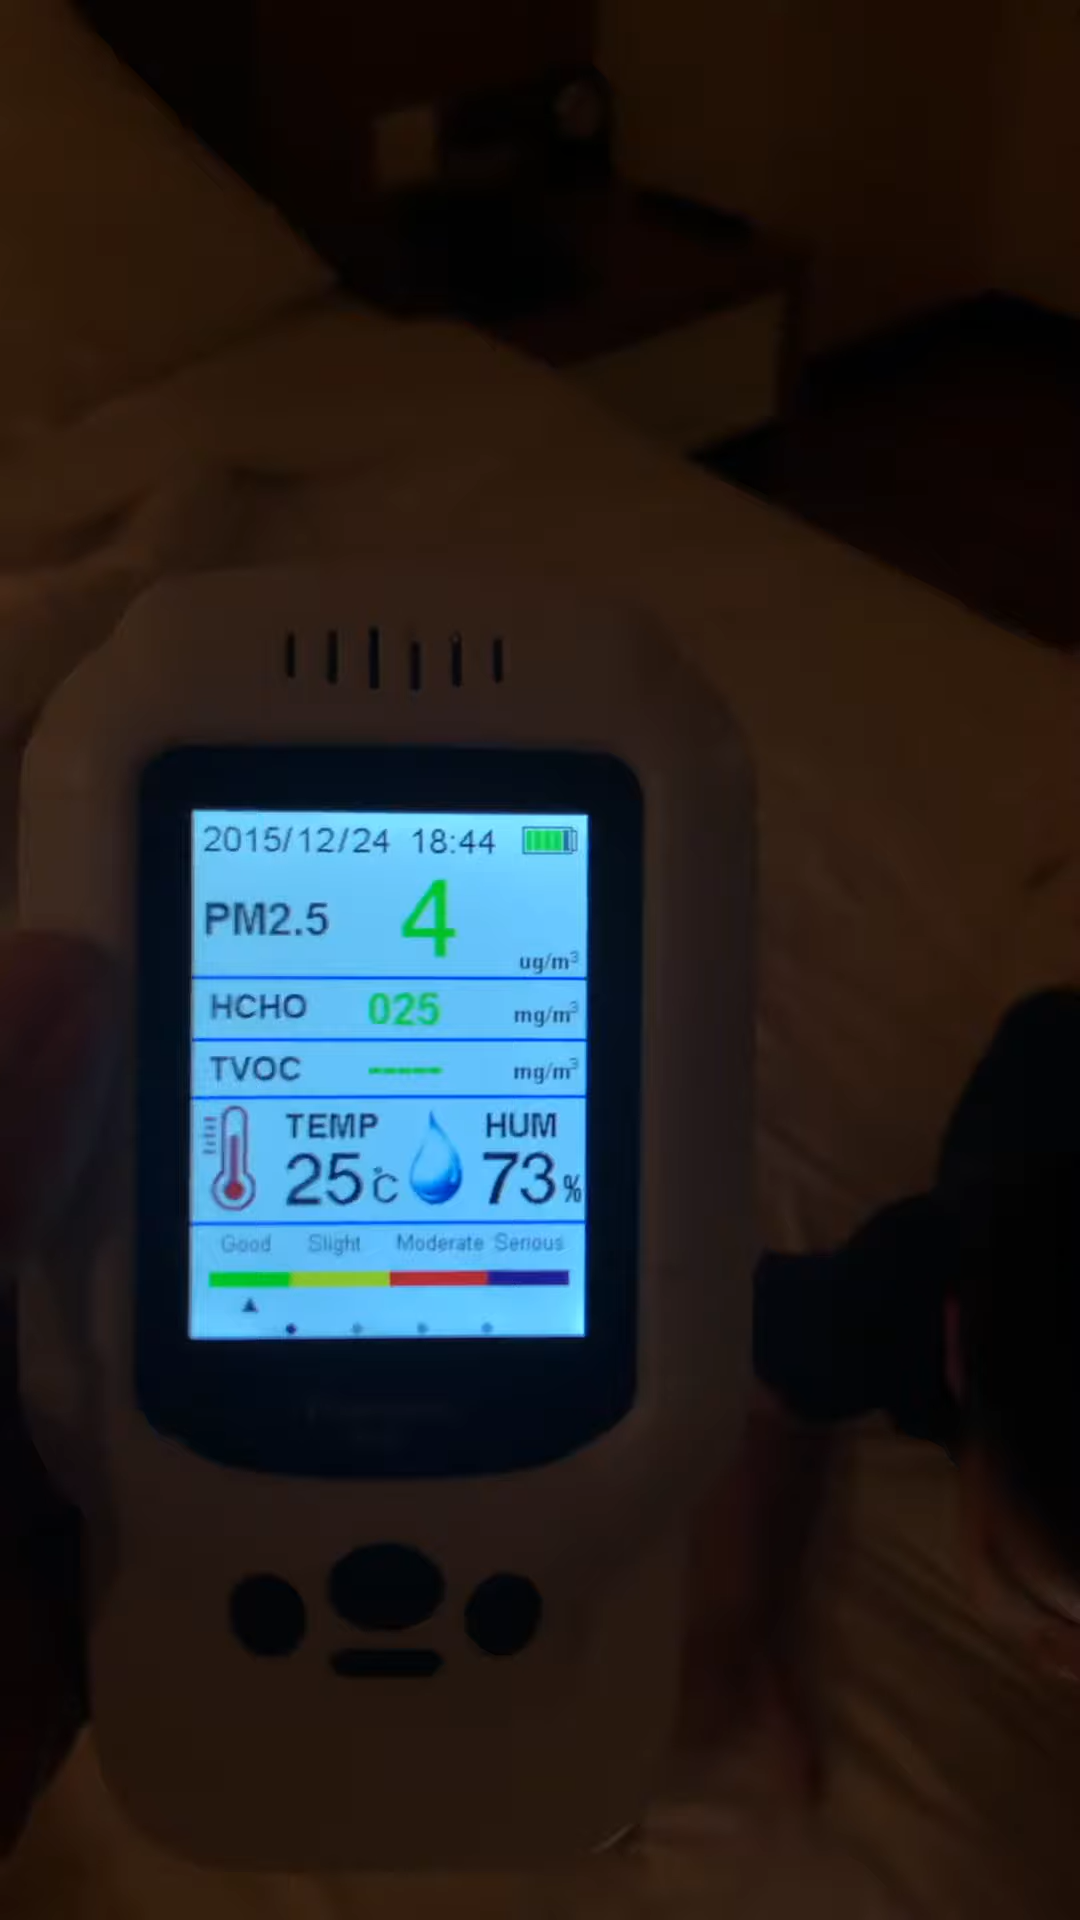 2015/12/24 18:44
PM2.5 4 ug/m³
HCHO 025 mg/m³
TVOC ----- mg/m³
TEMP HUM
25℃ 73%
Good Slight Moderate Serious